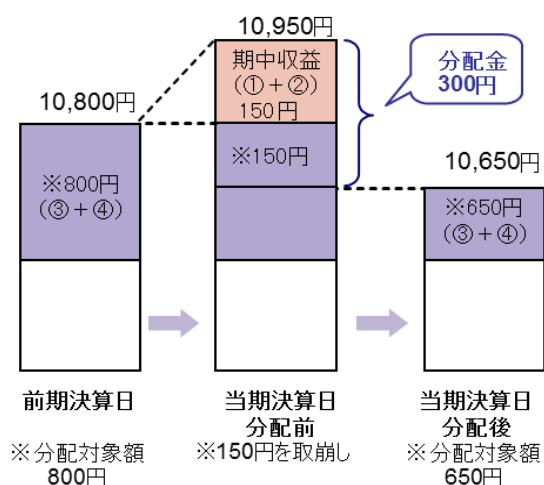 10,950円
期中収益
(①+②)
150円
分配金
300円
10,800円
※150円
10,650円
※800円
(③+④)
※650円
(③+④)
前期決算日
当期決算日
分配前
当期決算日
分配後
※分配対象額
800円
※150円を取崩し
※分配対象額
650円